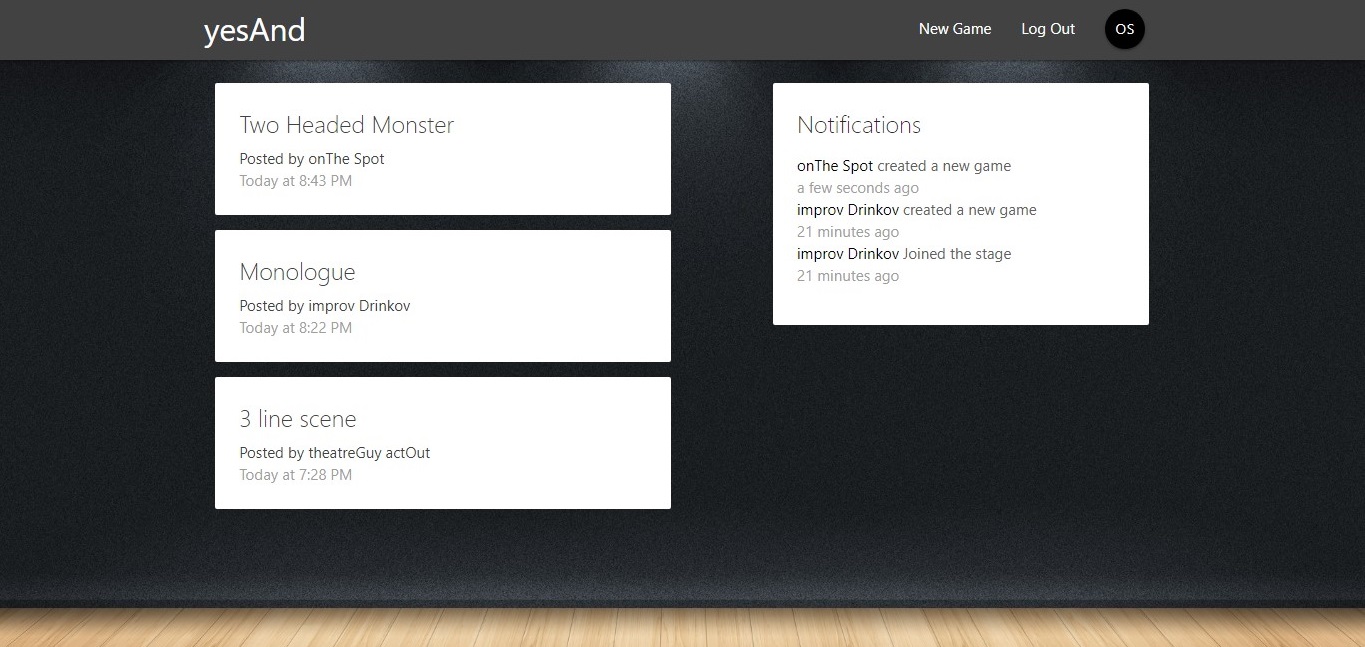 yesAnd
New Game
Log Out
OS
Two Headed Monster
Posted by onThe Spot
Today at 8:43 PM
Monologue
Posted by improv Drinkov
Today at 8:22 PM
3 line scene
Posted by theatreGuy actOut
Today at 7:28 PM
Notifications
onThe Spot created a new game
a few seconds ago
improv Drinkov created a new game
21 minutes ago
improv Drinkov Joined the stage
21 minutes ago